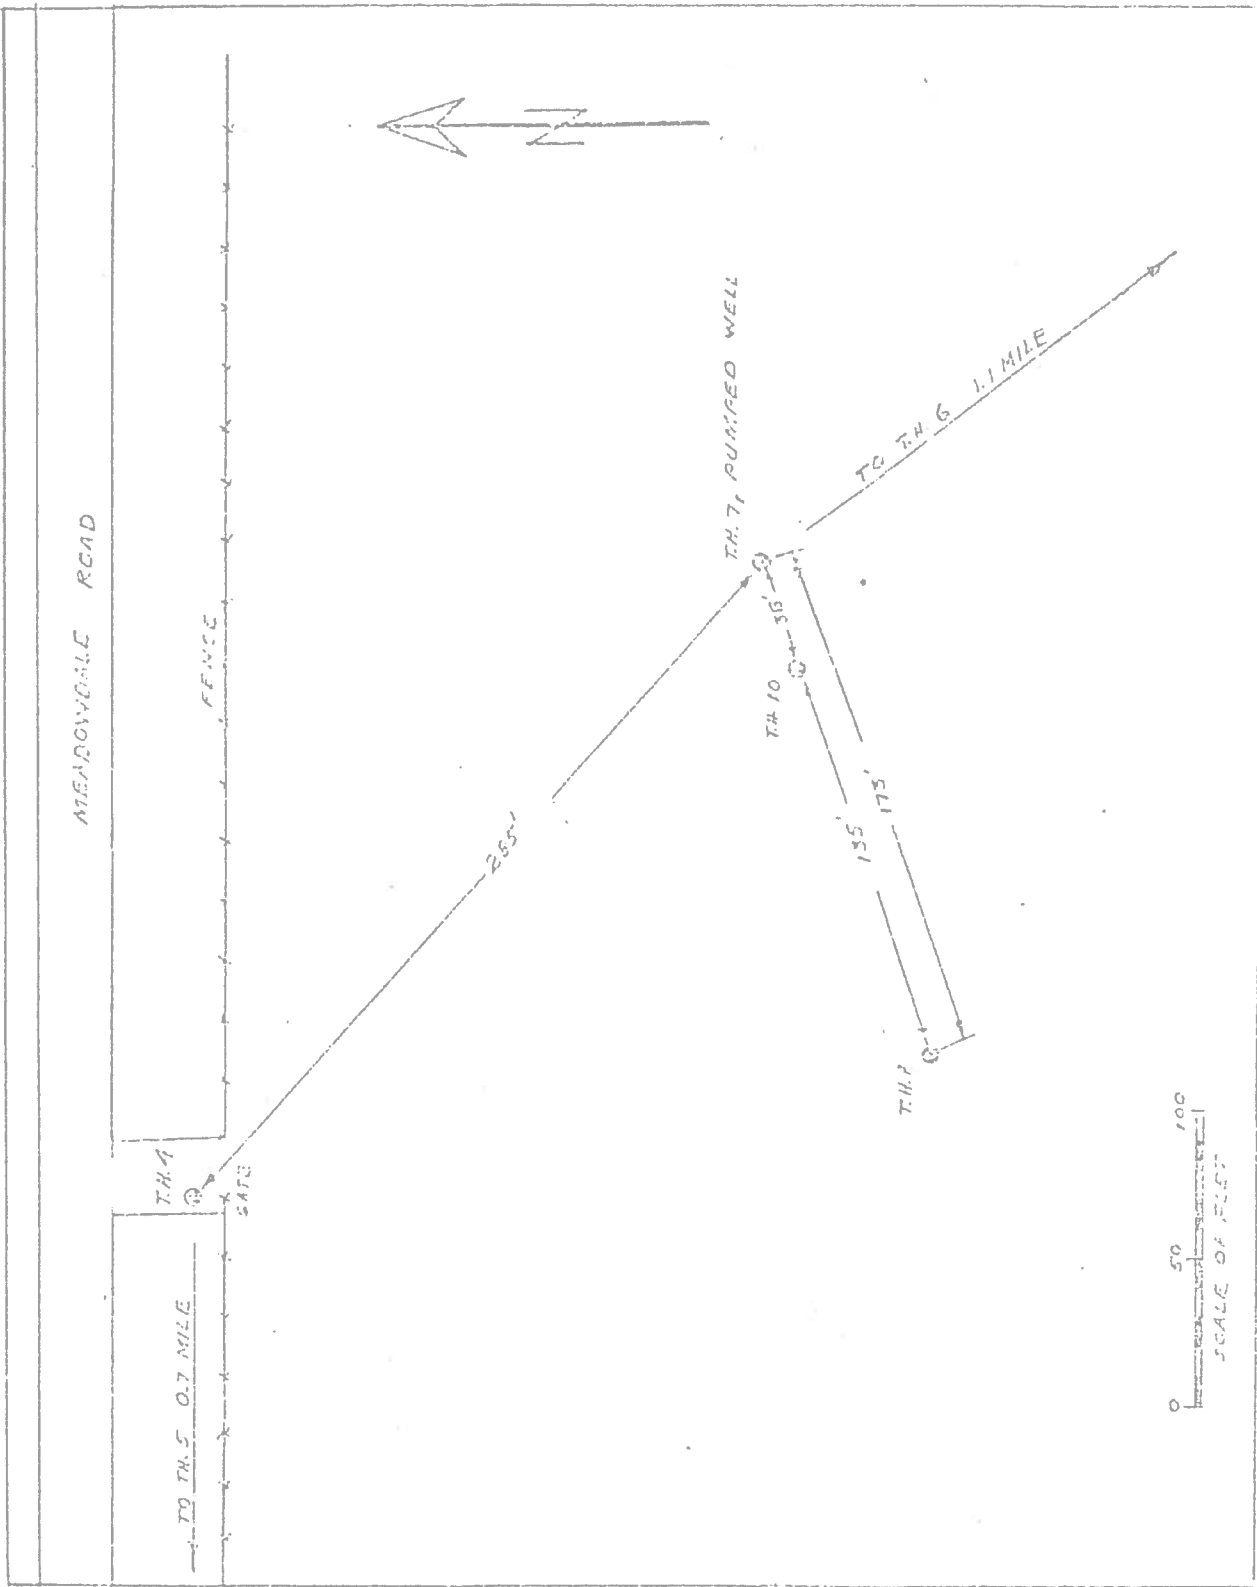 MEADOWDALE ROAD
FENCE
TO T.H. 5 0.7 MILE
T.H. 4
GATE
N
255'
T.H. 7, PUMPED WELL
38'
T.H. 10
135'
173'
TO T.H. 6 1.1 MILE
T.H.
0 50 100
SCALE OF FEET